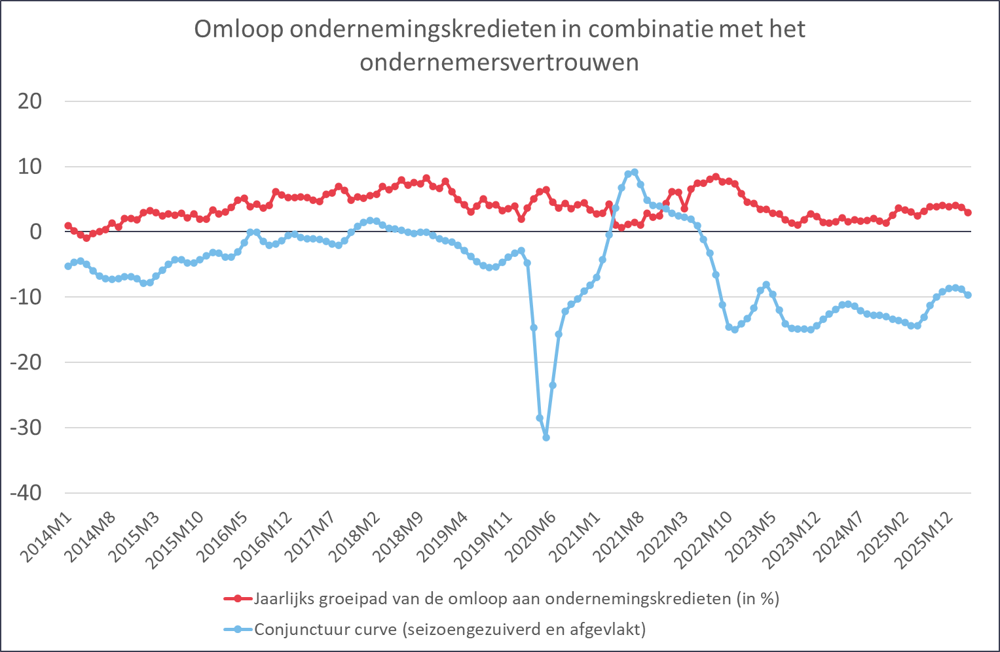 Omloop ondernemingskredieten in combinatie met het
ondernemersvertrouwen
20
10
0
-10
-20
-30
-40
2014M1
2014M8
2015M3
2015M10
2016M5
2016M12
2017M7
2018M2
2018M9
2019M4
2019M11
2020M6
2021M1
2021M8
2022M3
2022M10
2023M5
2023M12
2024M7
2025M2
2025M12
Jaarlijks groeipad van de omloop aan ondernemingskredieten (in %)
Conjunctuur curve (seizoengezuiverd en afgevlakt)